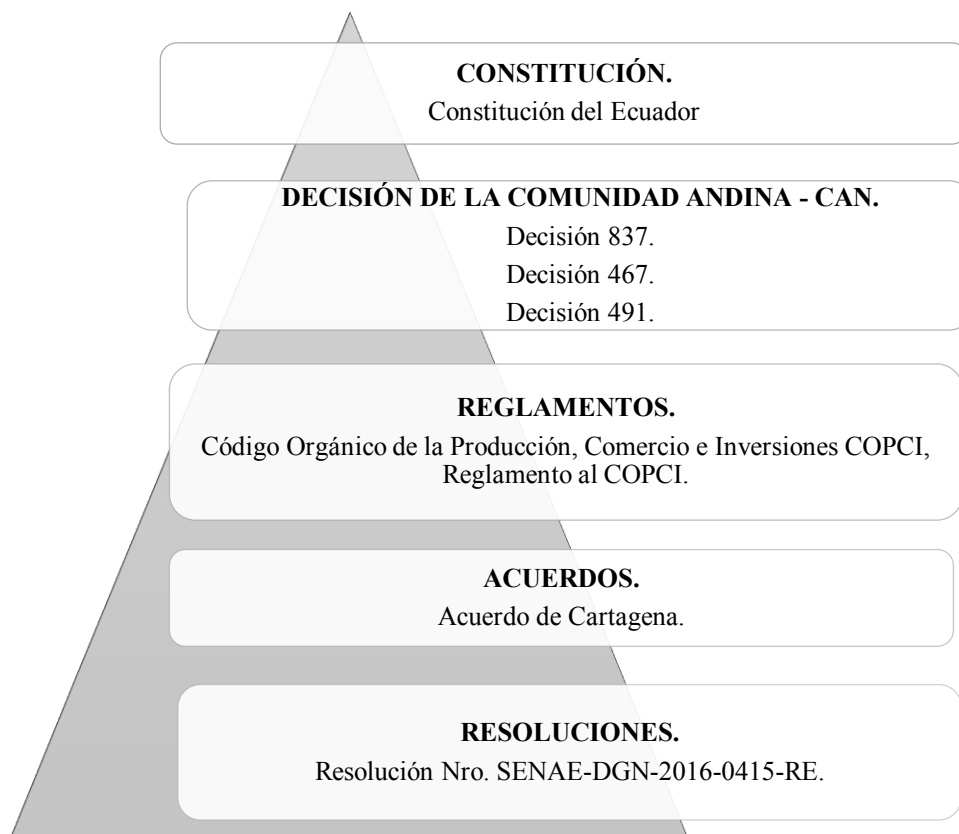 CONSTITUCIÓN.
Constitución del Ecuador
DECISIÓN DE LA COMUNIDAD ANDINA - CAN.
Decisión 837.
Decisión 467.
Decisión 491.
REGLAMENTOS.
Código Orgánico de la Producción, Comercio e Inversiones COPCI,
Reglamento al COPCI.
ACUERDOS.
Acuerdo de Cartagena.
RESOLUCIONES.
Resolución Nro. SENAE-DGN-2016-0415-RE.